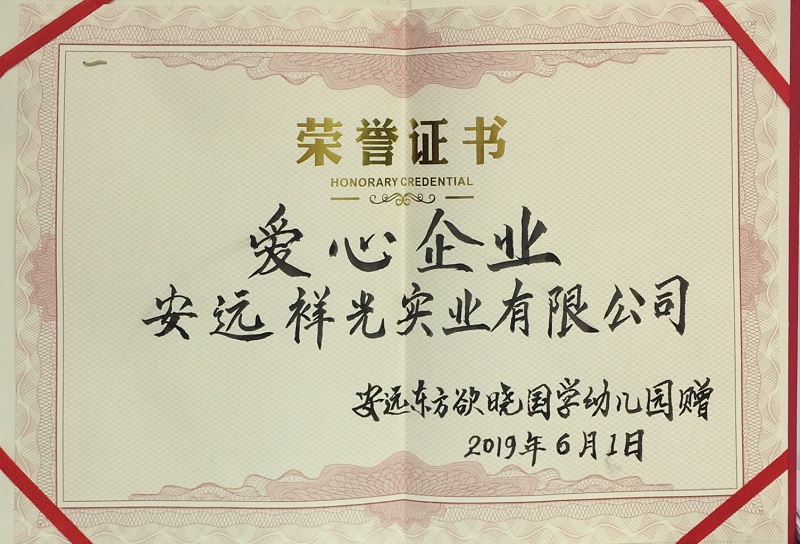 荣誉证书
HONORARY CREDENTIAL
爱心企业
安远祥光实业有限公司
安远东方欲晓国学幼儿园赠
2019年6月1日